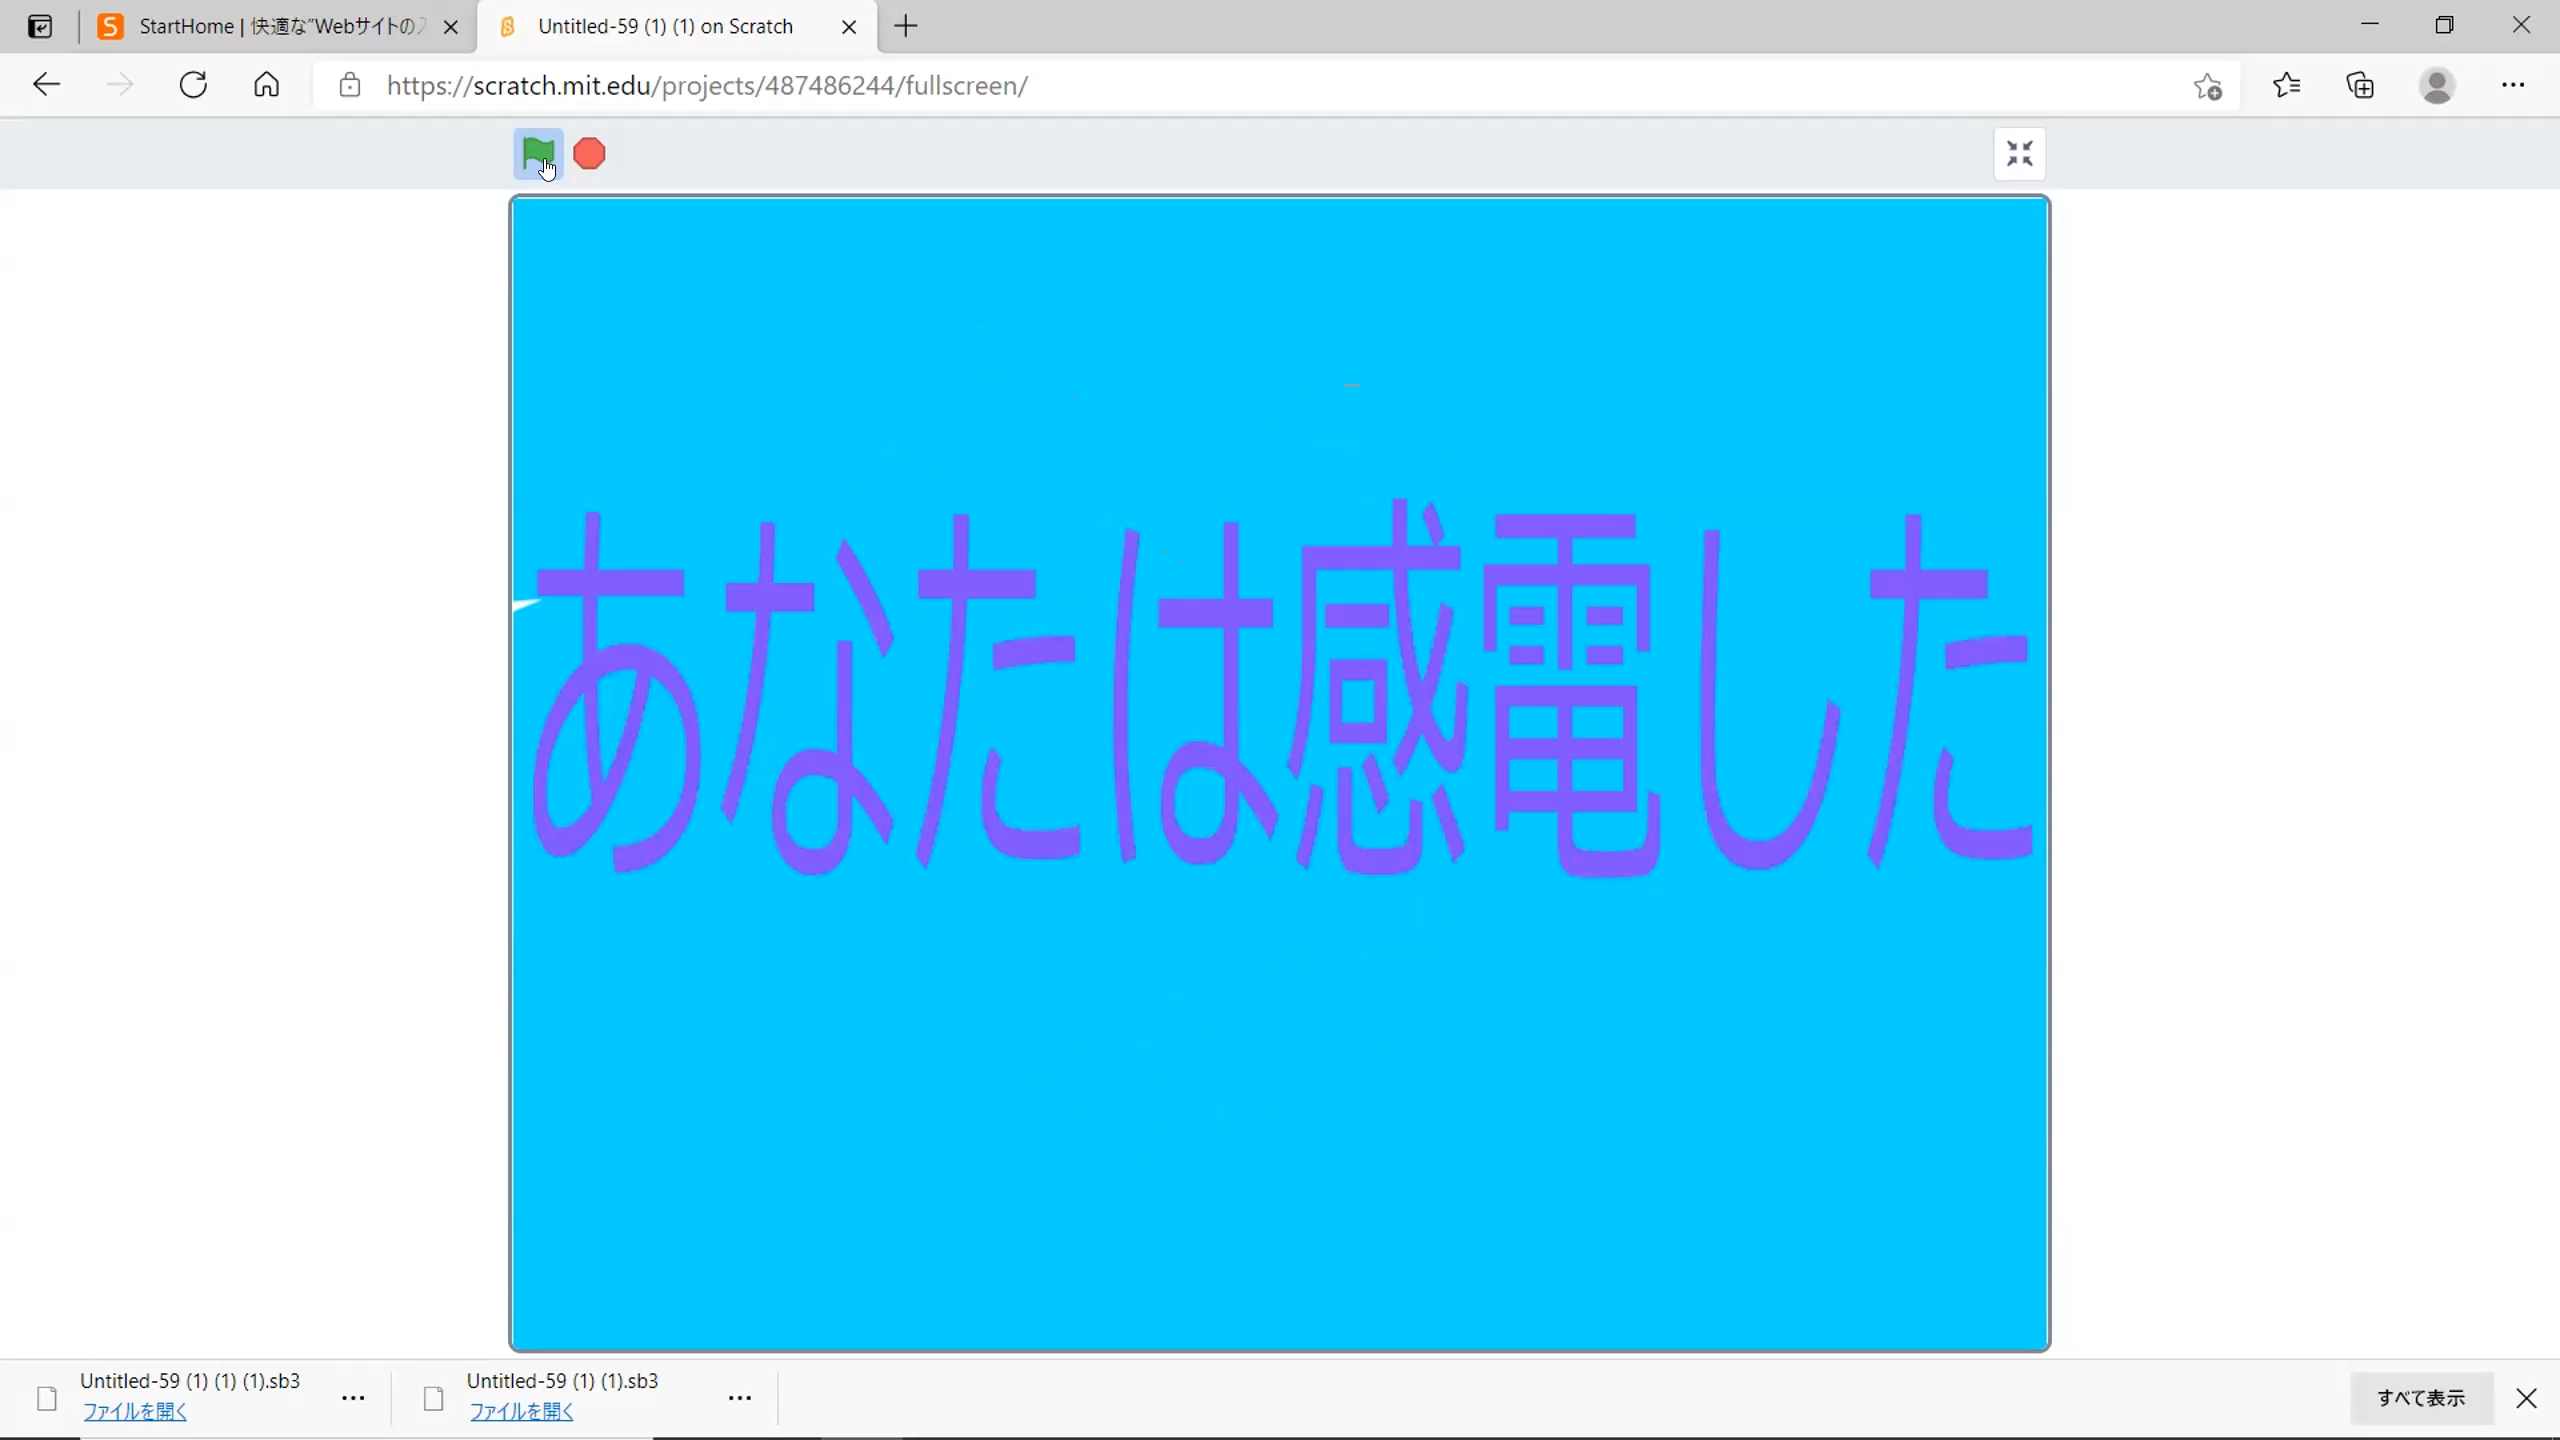 StartHome | 快適な"Webサイトの
Untitled-59 (1) (1) on Scratch
https://scratch.mit.edu/projects/487486244/fullscreen/
あなたは感電した
Untitled-59 (1) (1) (1).sb3
ファイルを開く
Untitled-59 (1) (1).sb3
ファイルを開く
すべて表示